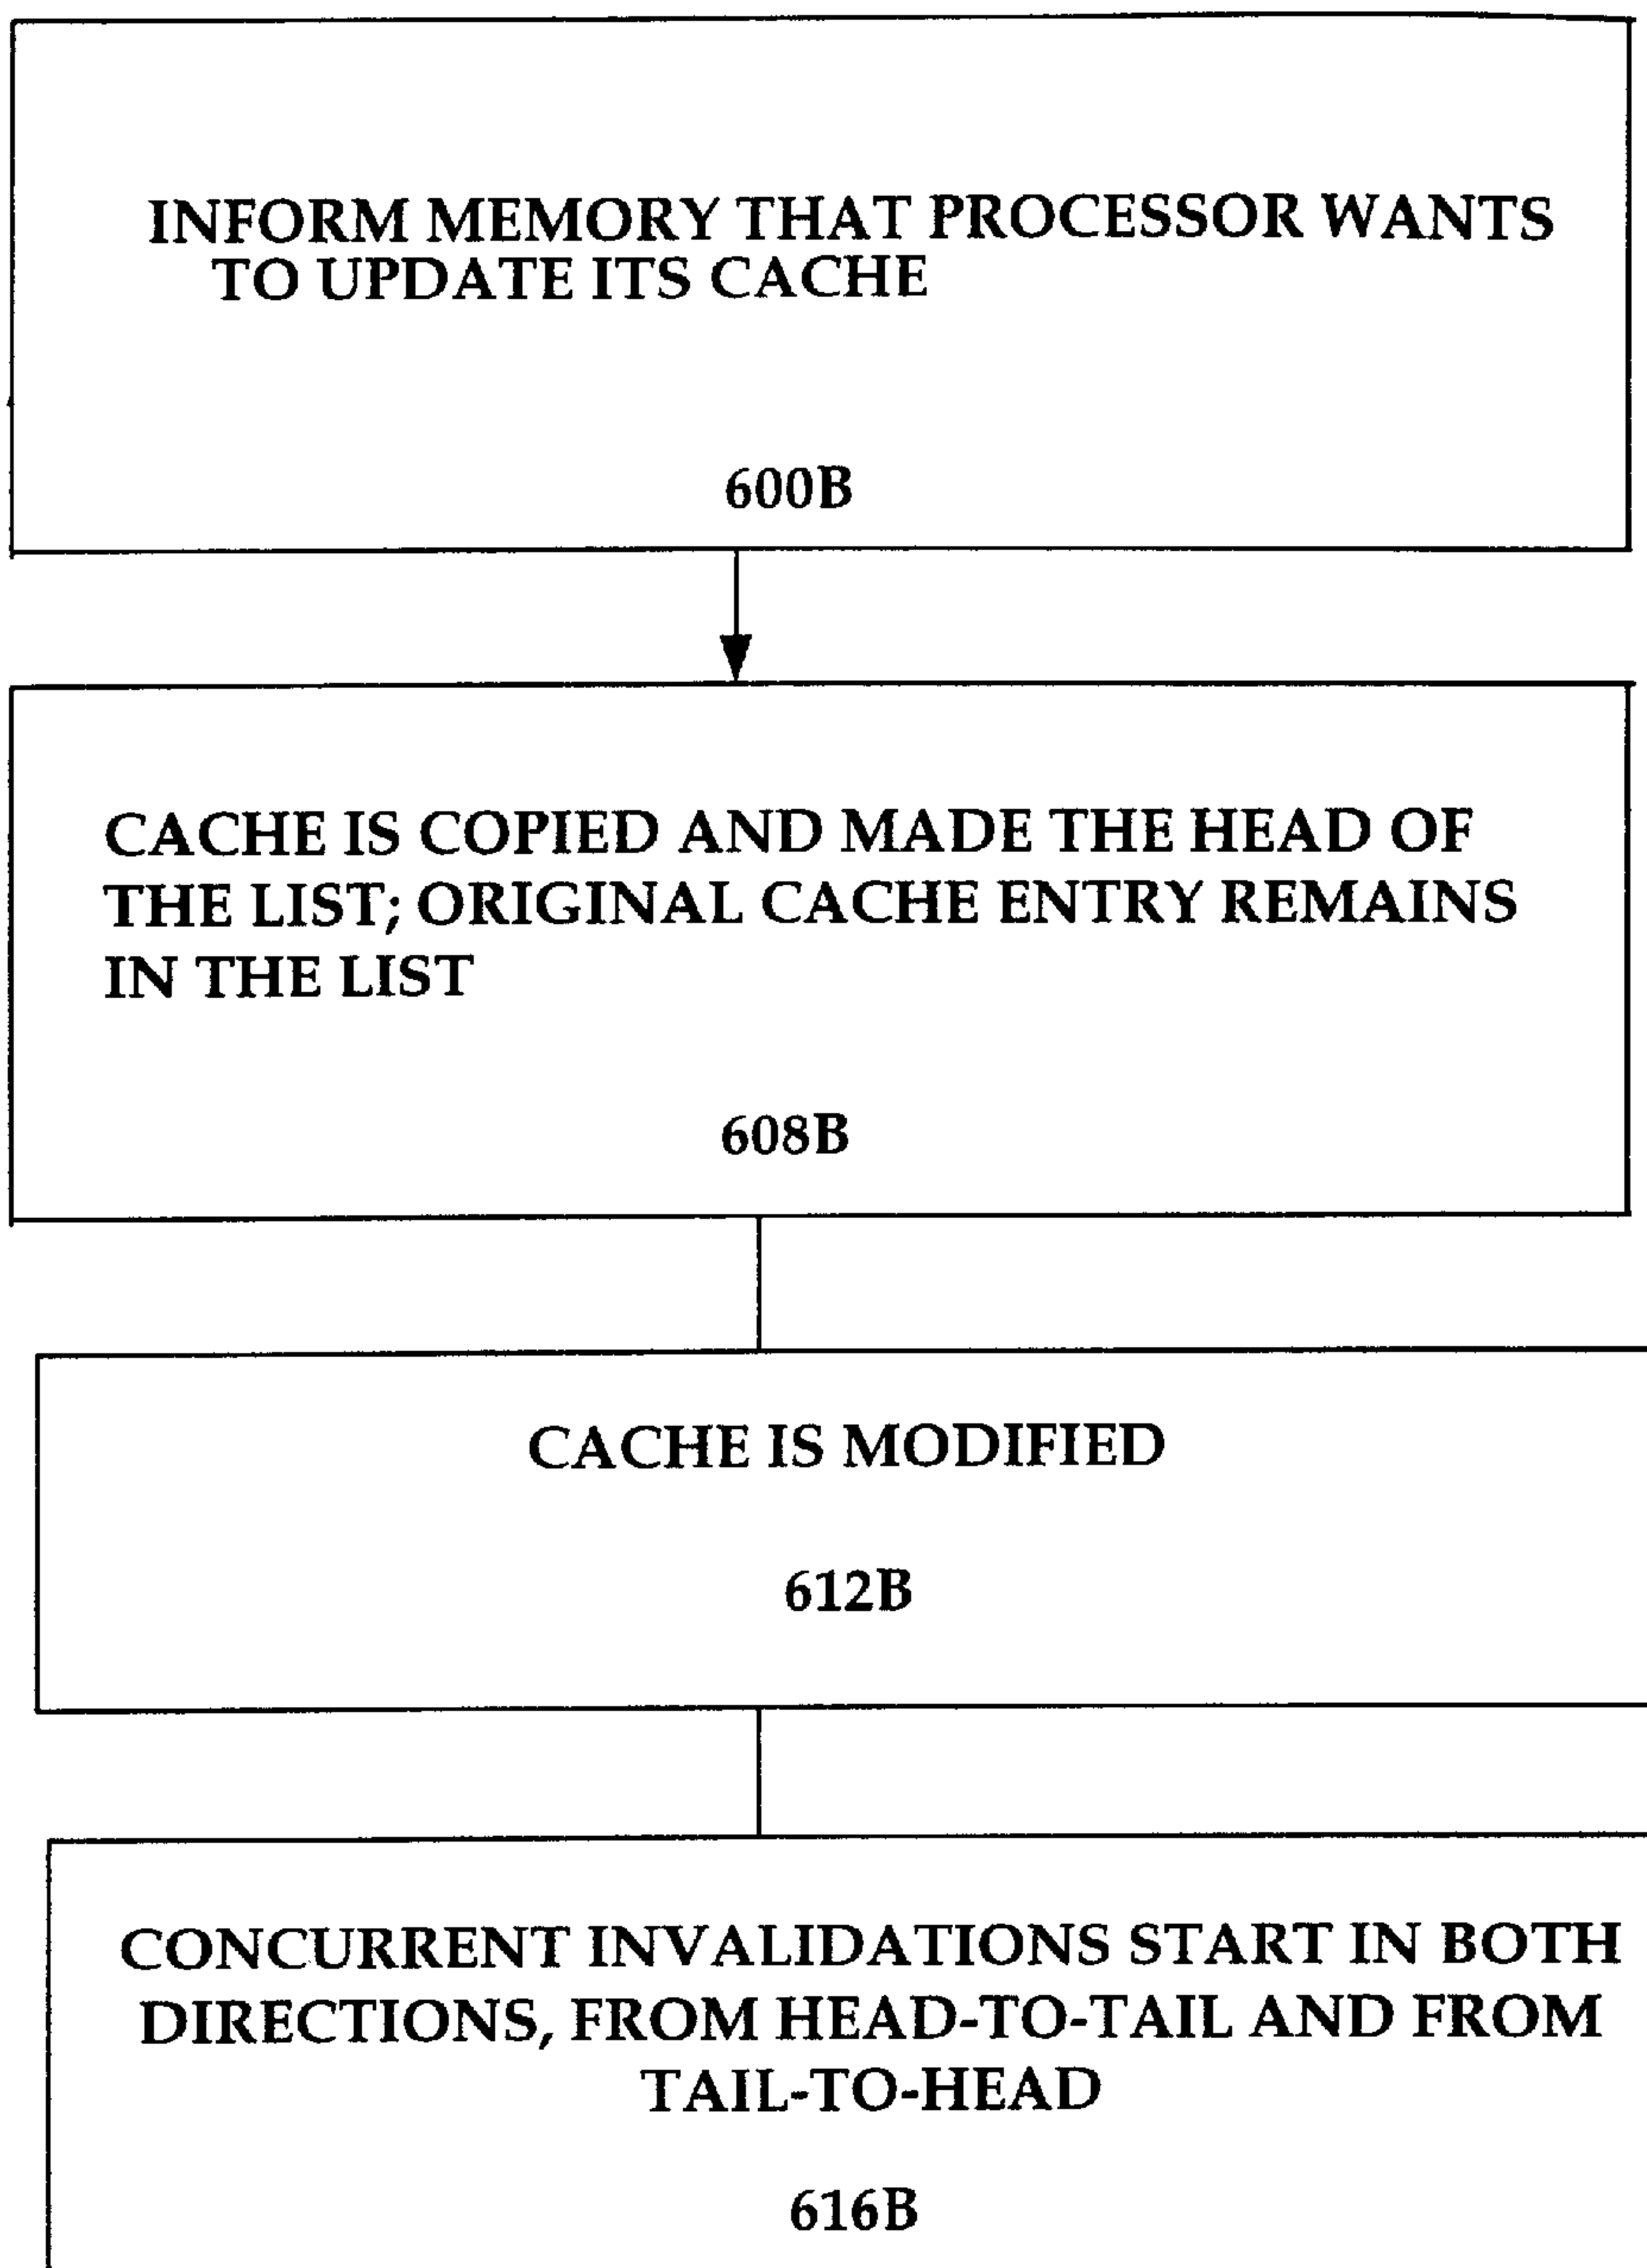 INFORM MEMORY THAT PROCESSOR WANTS
TO UPDATE ITS CACHE
600B
CACHE IS COPIED AND MADE THE HEAD OF
THE LIST; ORIGINAL CACHE ENTRY REMAINS
IN THE LIST
608B
CACHE IS MODIFIED
612B
CONCURRENT INVALIDATIONS START IN BOTH
DIRECTIONS, FROM HEAD-TO-TAIL AND FROM
TAIL-TO-HEAD
616B